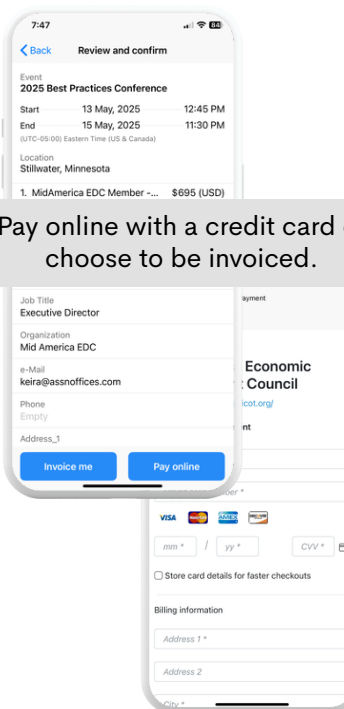 7:47
84
Back
Review and confirm
Event
2025 Best Practices Conference
Start 13 May, 2025 12:45 PM
End 15 May, 2025 11:30 PM
(UTC-05:00) Eastern Time (US & Canada)
Location
Stillwater, Minnesota
1. MidAmerica EDC Member -... $695 (USD)
Pay online with a credit card
choose to be invoiced.
Job Title
Executive Director
Organization
Mid America EDC
e-Mail
keira@assnoffices.com
Phone
Empty
Address_1
Invoice me
Pay online
ayment
Economic
Council
icot.org/
nt
ber *
VISA
AMEX
DISCOVER
mm * / yy * CVV *
Store card details for faster checkouts
Billing information
Address 1 *
Address 2
City *